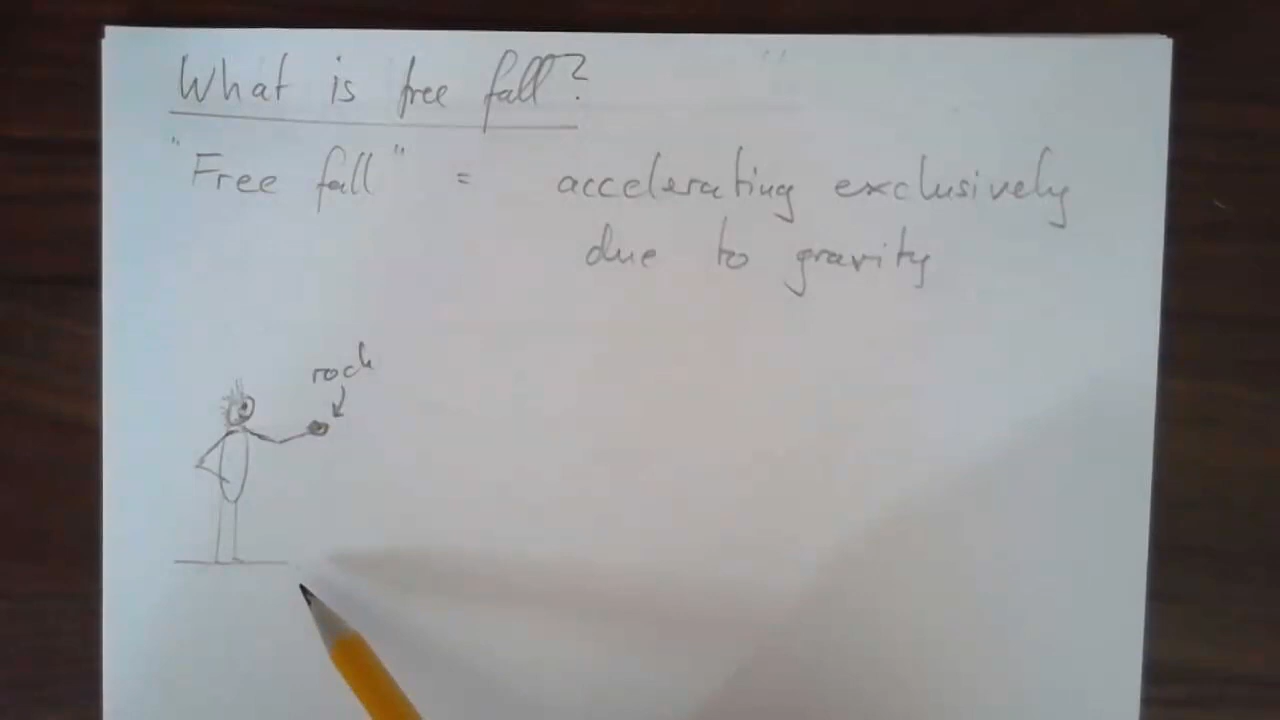 What is free fall?
"Free fall" = accelerating exclusively
due to gravity
rock